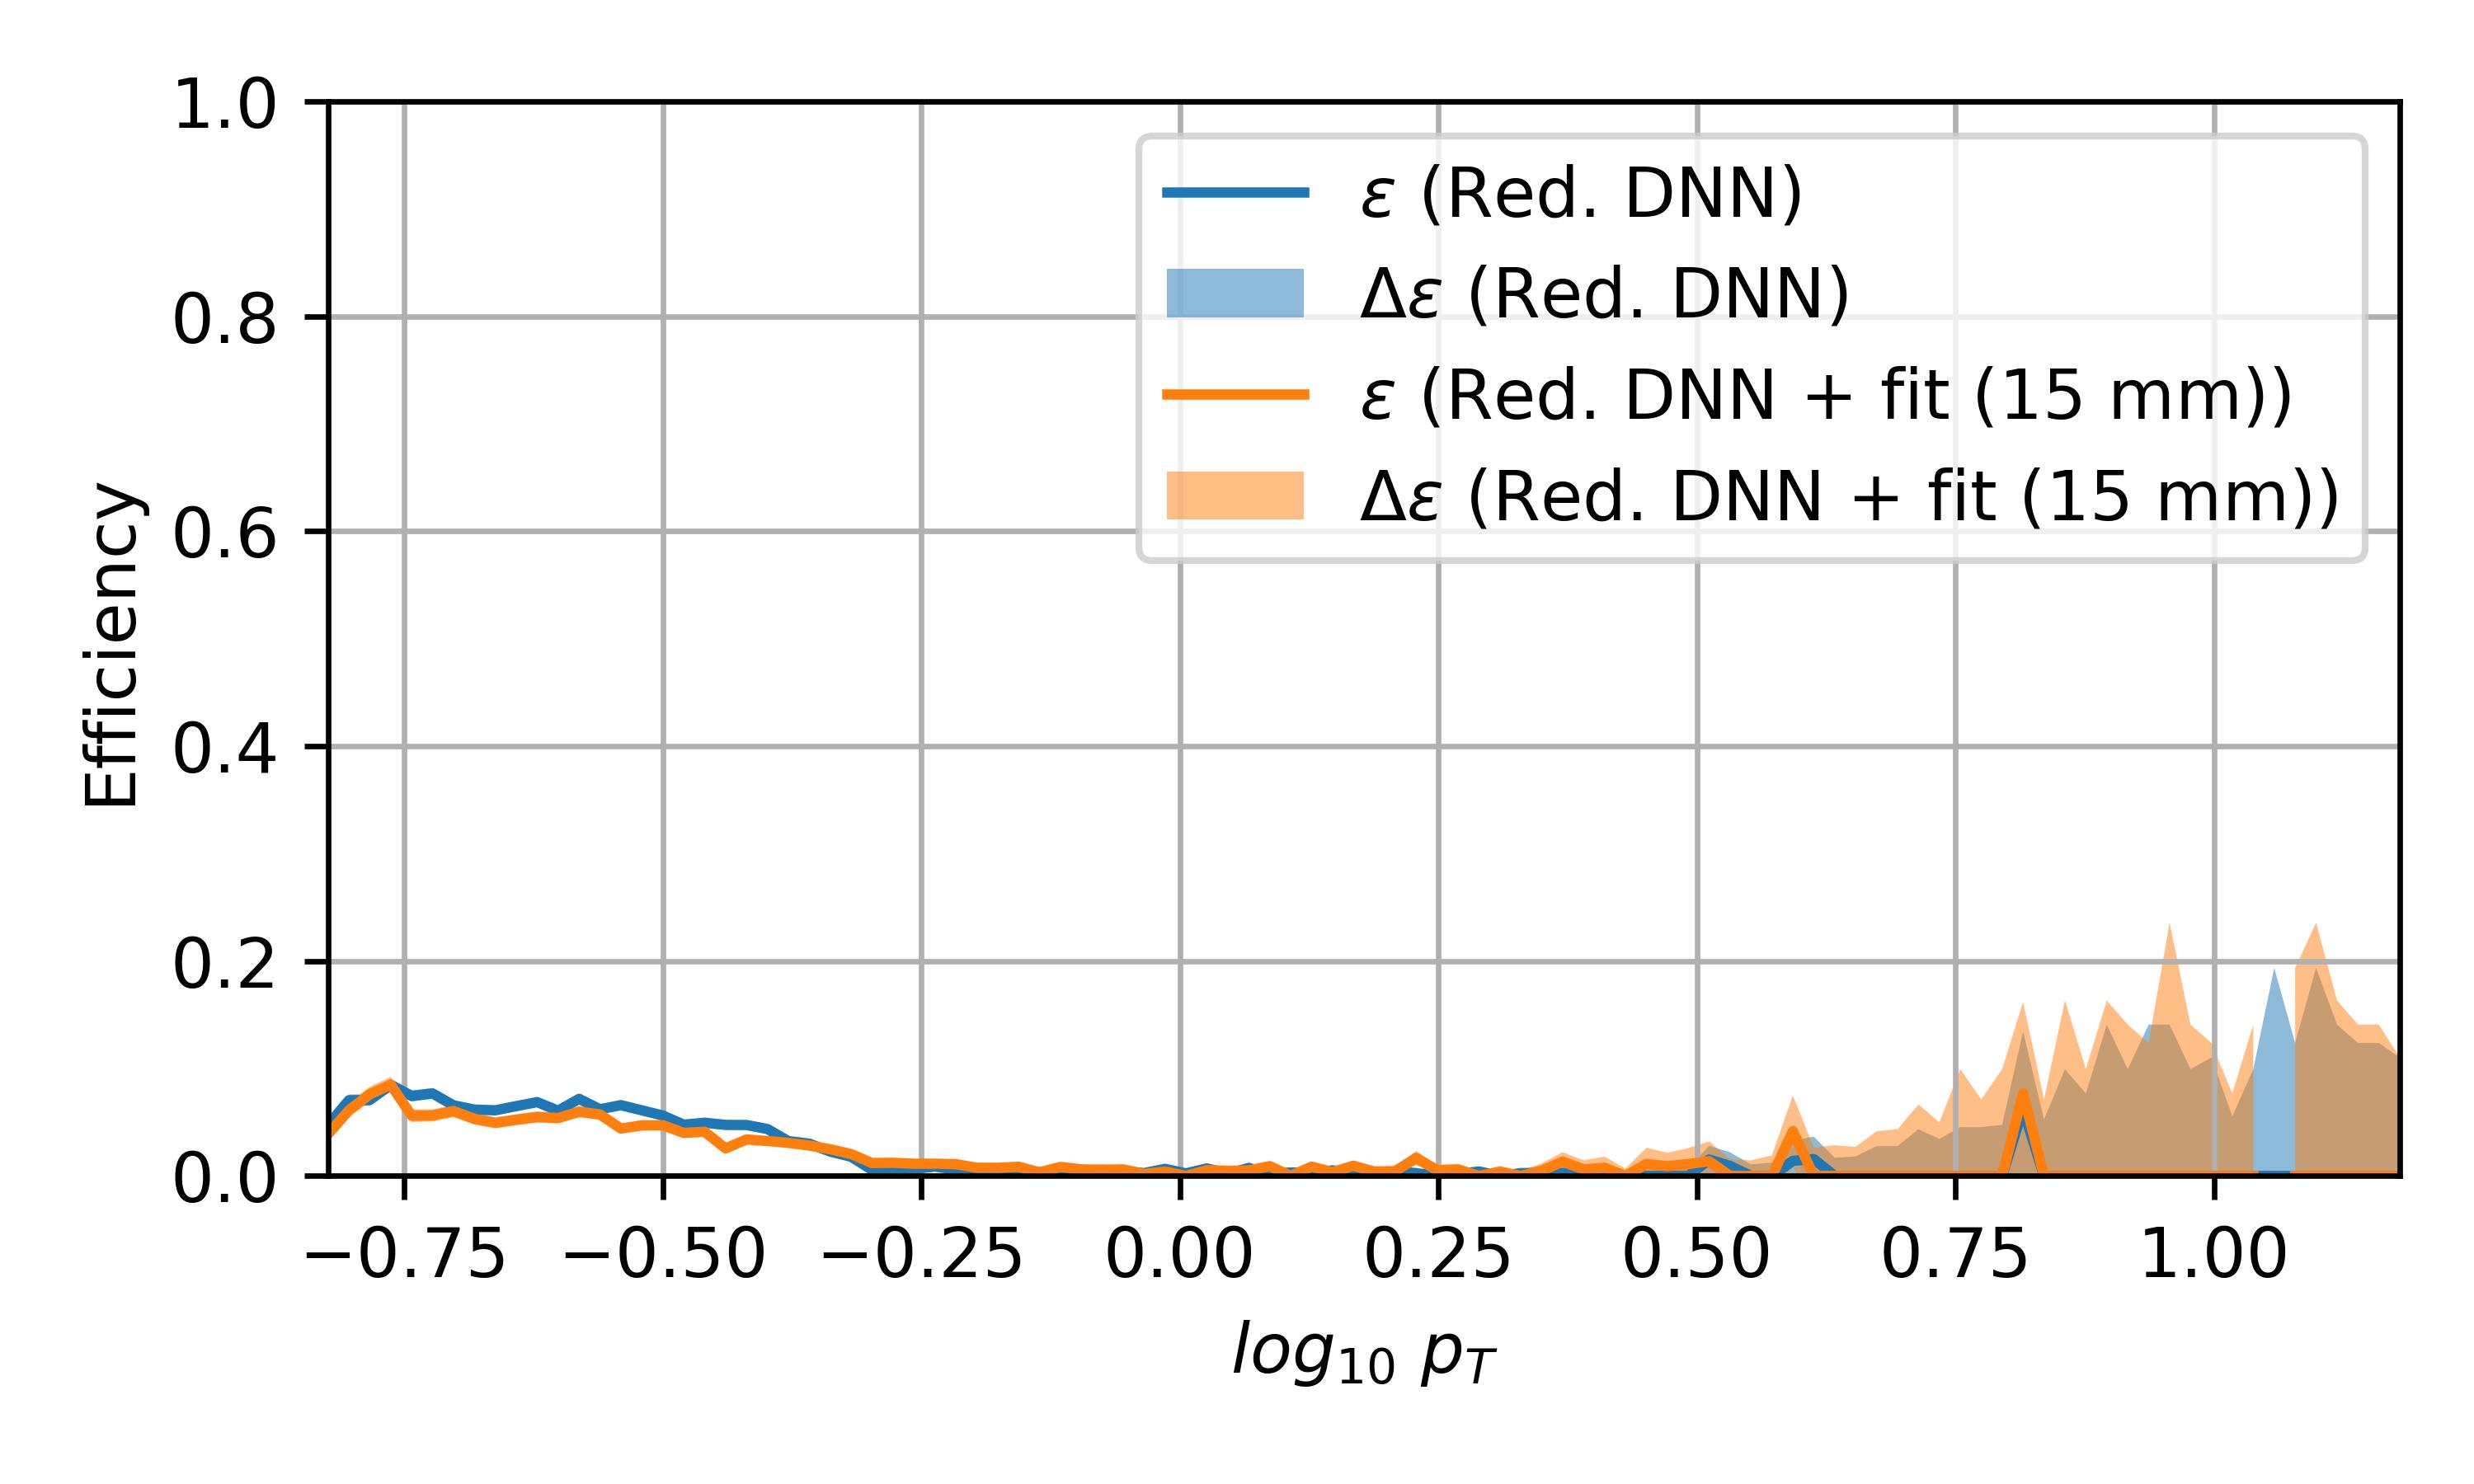 1.0
0.8
0.6
0.4
0.2
0.0
Efficiency
ε (Red. DNN)
Δε (Red. DNN)
ε (Red. DNN + fit (15 mm))
Δε (Red. DNN + fit (15 mm))
−0.75 −0.50 −0.25 0.00 0.25 0.50 0.75 1.00
log₁₀ p_T